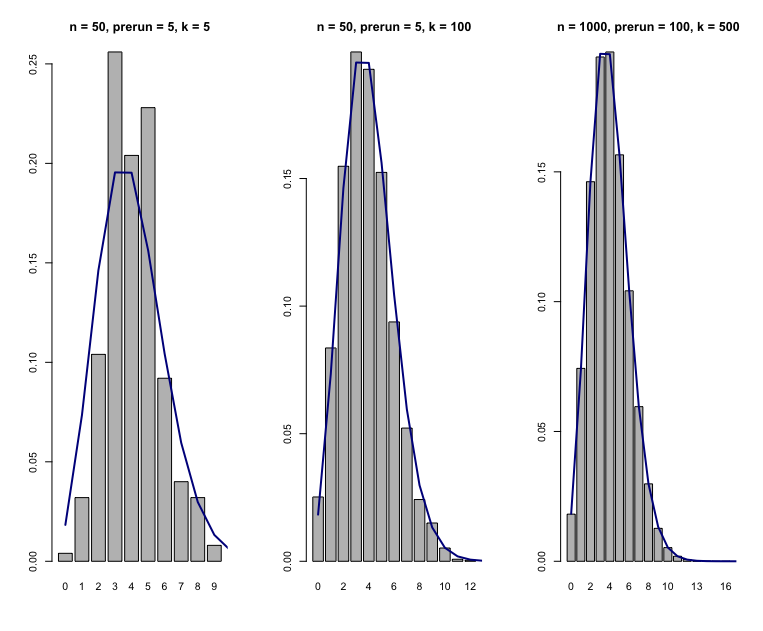 n = 50, prerun = 5, k = 5
0.00
0.05
0.10
0.15
0.20
0.25
0 1 2 3 4 5 6 7 8 9
n = 50, prerun = 5, k = 100
0.00
0.05
0.10
0.15
0 2 4 6 8 10 12
n = 1000, prerun = 100, k = 500
0.00
0.05
0.10
0.15
0 2 4 6 8 10 13 16